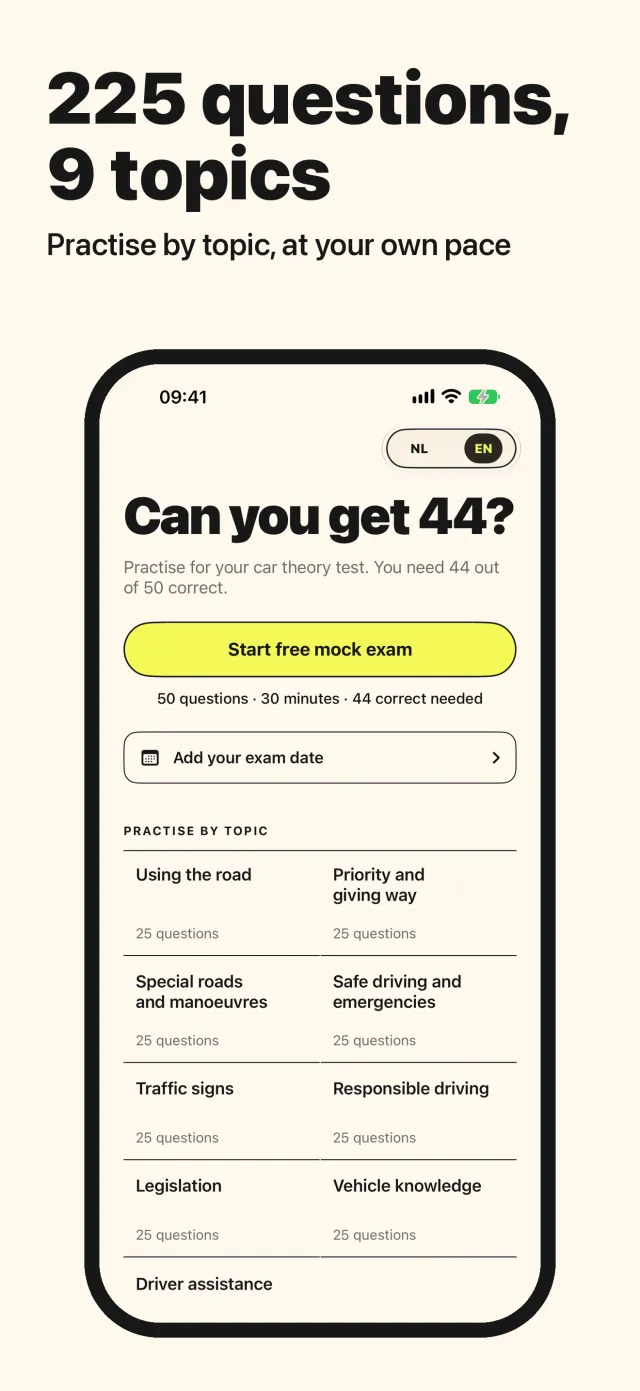 225 questions,
9 topics
Practise by topic, at your own pace
09:41
NL EN
Can you get 44?
Practise for your car theory test. You need 44 out
of 50 correct.
Start free mock exam
50 questions · 30 minutes · 44 correct needed
Add your exam date
PRACTISE BY TOPIC
Using the road
25 questions
Priority and
giving way
25 questions
Special roads
and manoeuvres
25 questions
Safe driving and
emergencies
25 questions
Traffic signs
25 questions
Responsible driving
25 questions
Legislation
25 questions
Vehicle knowledge
25 questions
Driver assistance